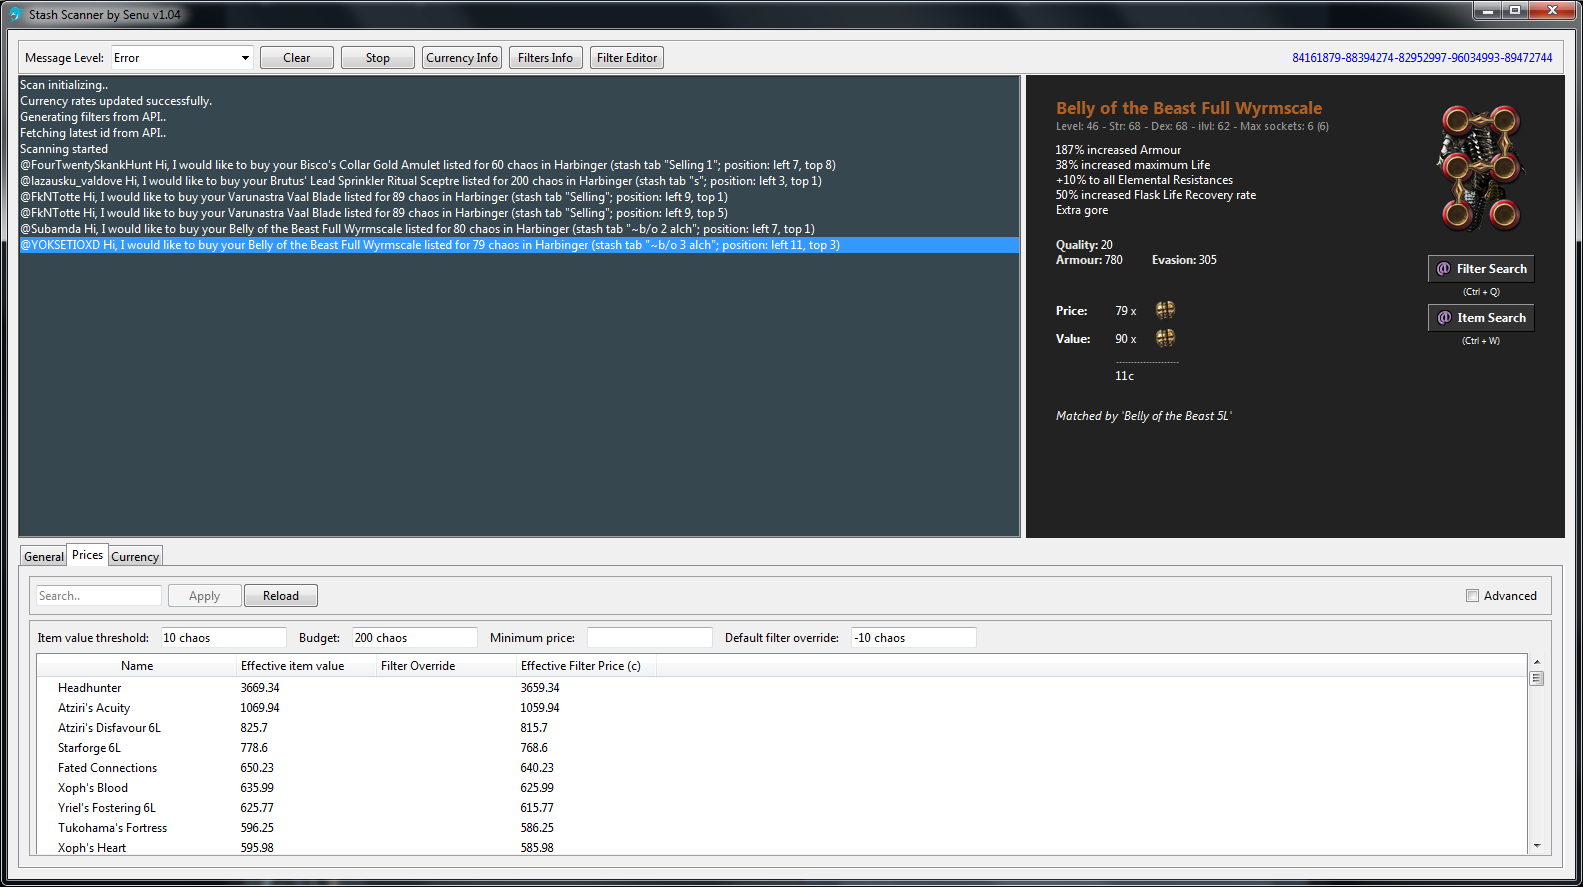 Stash Scanner by Senu v1.04
Message Level: Error Clear Stop Currency Info Filters Info Filter Editor 84161879-88394274-82952997-96034993-89472744
Scan initializing..
Currency rates updated successfully.
Generating filters from API..
Fetching latest id from API..
Scanning started
@FourTwentySkankHunt Hi, I would like to buy your Bisco's Collar Gold Amulet listed for 60 chaos in Harbinger (stash tab "Selling 1"; position: left 7, top 8)
@lazausku_valdove Hi, I would like to buy your Brutus' Lead Sprinkler Ritual Sceptre listed for 200 chaos in Harbinger (stash tab "s"; position: left 3, top 1)
@FkNTotte Hi, I would like to buy your Varunastra Vaal Blade listed for 89 chaos in Harbinger (stash tab "Selling"; position: left 9, top 1)
@FkNTotte Hi, I would like to buy your Varunastra Vaal Blade listed for 89 chaos in Harbinger (stash tab "Selling"; position: left 9, top 5)
@Subamda Hi, I would like to buy your Belly of the Beast Full Wyrmscale listed for 80 chaos in Harbinger (stash tab "~b/o 2 alch"; position: left 7, top 1)
@YOKSETIOXD Hi, I would like to buy your Belly of the Beast Full Wyrmscale listed for 79 chaos in Harbinger (stash tab "~b/o 3 alch"; position: left 11, top 3)
Belly of the Beast Full Wyrmscale
Level: 46 - Str: 68 - Dex: 68 - ilvl: 62 - Max sockets: 6 (6)
187% increased Armour
38% increased maximum Life
+10% to all Elemental Resistances
50% increased Flask Life Recovery rate
Extra gore
Quality: 20
Armour: 780 Evasion: 305
@ Filter Search
(Ctrl + Q)
@ Item Search
(Ctrl + W)
Price: 79 x
Value: 90 x
---------------------
11c
Matched by 'Belly of the Beast 5L'
General Prices Currency
Search.. Apply Reload Advanced
Item value threshold: 10 chaos Budget: 200 chaos Minimum price: Default filter override: -10 chaos
Name Effective item value Filter Override Effective Filter Price (c)
Headhunter 3669.34 3659.34
Atziri's Acuity 1069.94 1059.94
Atziri's Disfavour 6L 825.7 815.7
Starforge 6L 778.6 768.6
Fated Connections 650.23 640.23
Xoph's Blood 635.99 625.99
Yriel's Fostering 6L 625.77 615.77
Tukohama's Fortress 596.25 586.25
Xoph's Heart 595.98 585.98